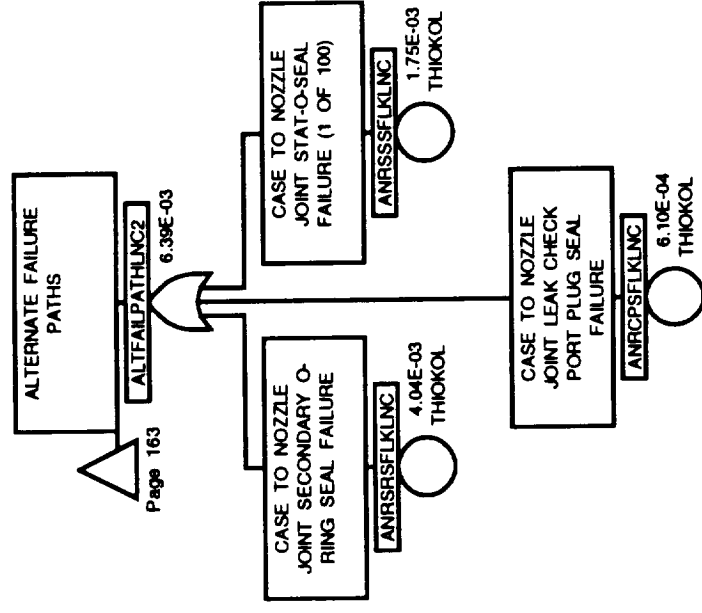 ALTERNATE FAILURE
PATHS
ALTFAILPATHLNC2
6.39E-03
Page 163
CASE TO NOZZLE
JOINT SECONDARY O-
RING SEAL FAILURE
ANRSRSFLKLNC
4.04E-03
THIOKOL
CASE TO NOZZLE
JOINT STAT-O-SEAL
FAILURE (1 OF 100)
ANRSSSFLKLNC
1.75E-03
THIOKOL
CASE TO NOZZLE
JOINT LEAK CHECK
PORT PLUG SEAL
FAILURE
ANRCPSFLKLNC
6.10E-04
THIOKOL